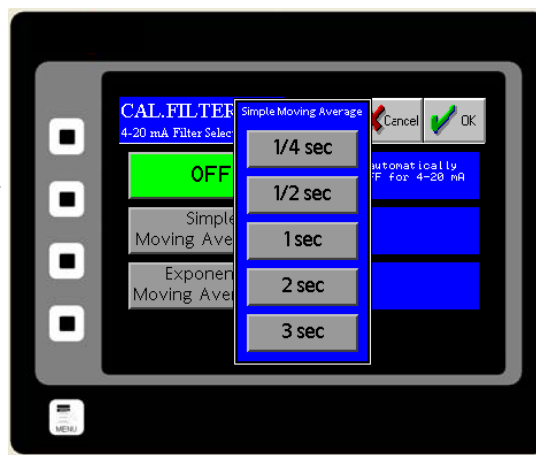 CAL.FILTER
4-20 mA Filter Selec
Simple Moving Average
Cancel
OK
1/4 sec
OFF
automatically
FF for 4-20 mA
1/2 sec
Simple
Moving Ave
1 sec
Exponen
Moving Aver
2 sec
3 sec
MENU